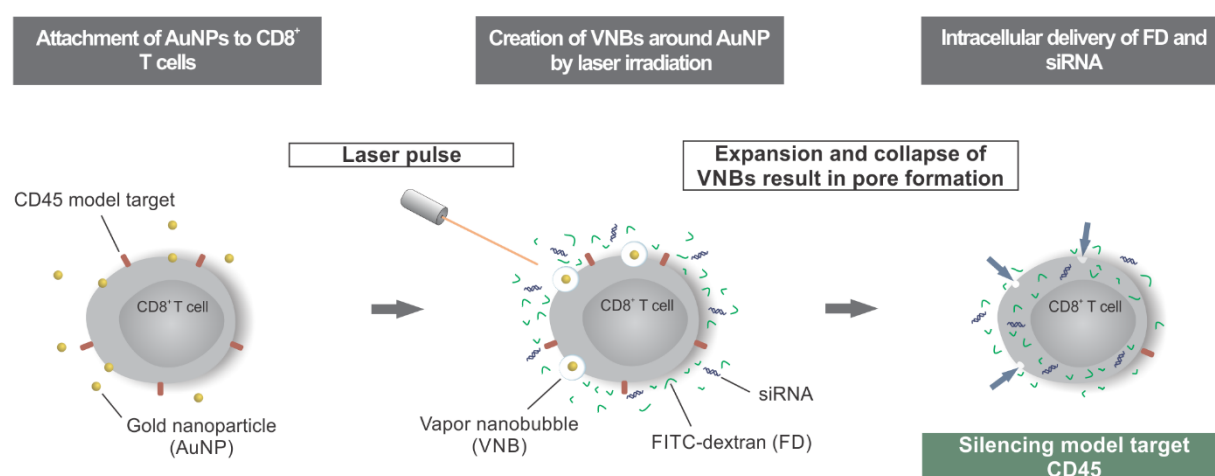 Attachment of AuNPs to CD8⁺
T cells
Creation of VNBs around AuNP
by laser irradiation
Intracellular delivery of FD and
siRNA
Laser pulse
Expansion and collapse of
VNBs result in pore formation
CD45 model target
CD8⁺ T cell
CD8⁺ T cell
CD8⁺ T cell
siRNA
Gold nanoparticle
(AuNP)
Vapor nanobubble
(VNB)
FITC-dextran (FD)
Silencing model target
CD45